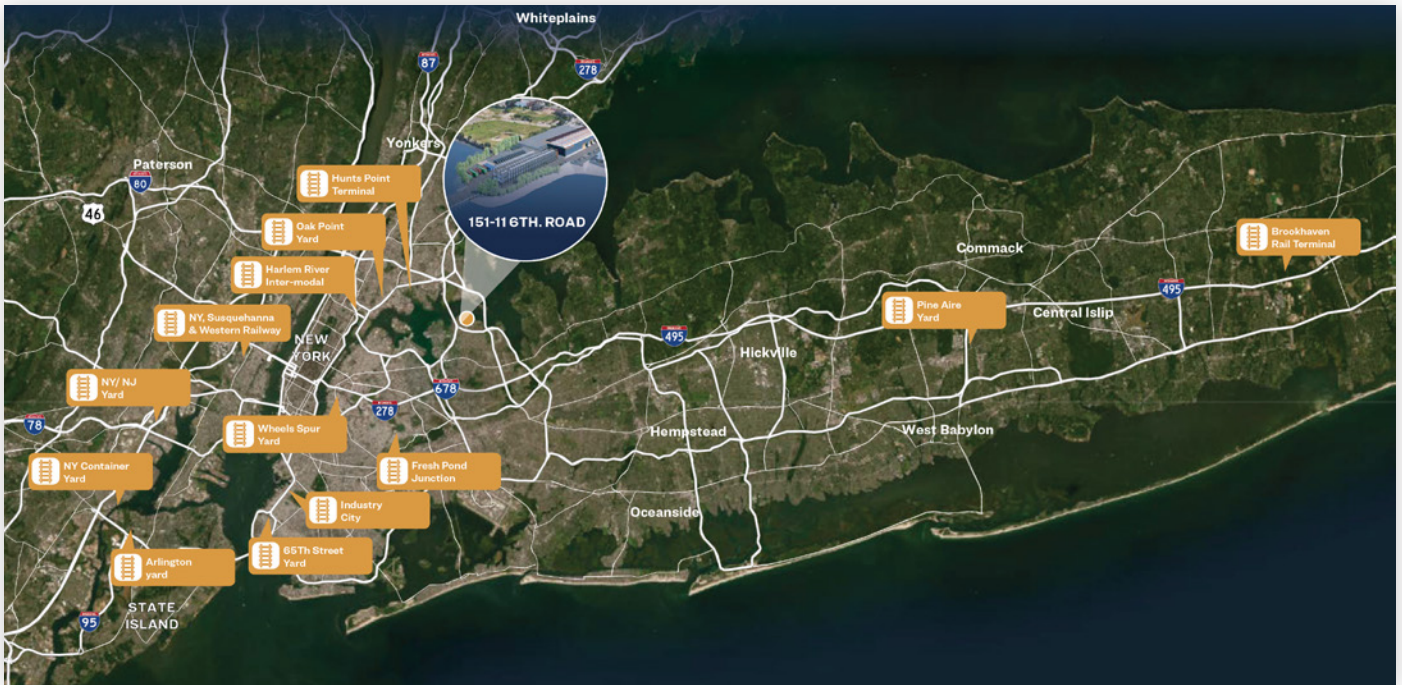 Whiteplains
87
278
Yonkers
Paterson
80
46
Hunts Point
Terminal
151-11 6TH. ROAD
Oak Point
Yard
Harlem River
Inter-modal
NY, Susquehanna
& Western Railway
NEW
YORK
Commack
Brookhaven
Rail Terminal
495
Pine Aire
Yard
Central Islip
495
Hickville
NY/ NJ
Yard
678
278
78
Wheels Spur
Yard
Hempstead
West Babylon
NY Container
Yard
Fresh Pond
Junction
Industry
City
Oceanside
65Th Street
Yard
Arlington
yard
STATE
ISLAND
95